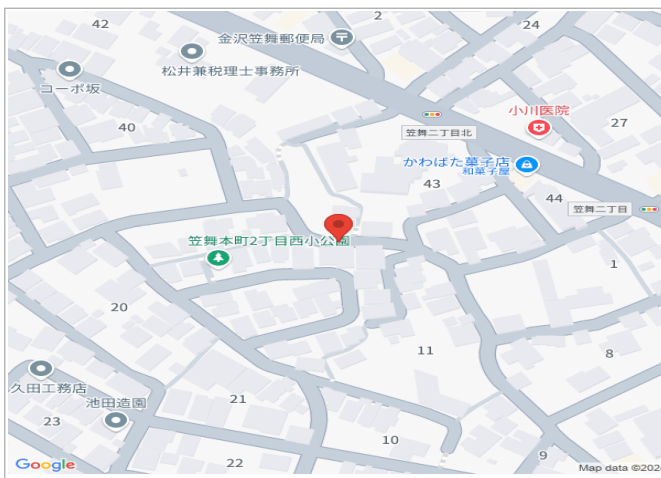 42
2
24
金沢笠舞郵便局
松井兼税理士事務所
コーポ坂
小川医院
笠舞二丁目北
27
40
かわばた菓子店
和菓子屋
43
44
笠舞二丁目
笠舞本町2丁目西小公園
1
20
11
8
久田工務店
21
池田造園
23
10
9
22
Google
Map data ©2024